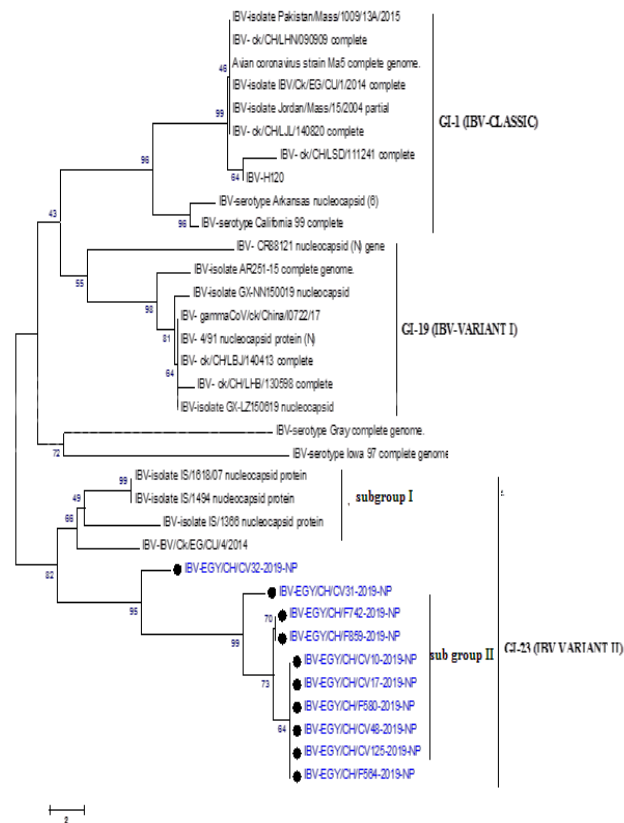 IBV-isolate Pakistan/Mass/1009/13A/2015
IBV- ck/CH/LHN/090909 complete
Avian coronavirus strain Ma5 complete genome.
46
IBV-isolate IBV/Ck/EG/CU/1/2014 complete
IBV-isolate Jordan/Mass/15/2004 partial
99
GI-1 (IBV-CLASSIC)
IBV- ck/CH/LJL/140820 complete
IBV- ck/CH/LSD/111241 complete
96
64
IBV-H120
IBV-serotype Arkansas nucleocapsid (6)
96
IBV-serotype California 99 complete
43
IBV- CR88121 nucleocapsid (N) gene
IBV-isolate AR251-15 complete genome.
55
IBV-isolate GX-NN150019 nucleocapsid
98
IBV- gammaCoV/ck/China/I0722/17
GI-19 (IBV-VARIANT I)
81
IBV- 4/91 nucleocapsid protein (N)
IBV- ck/CH/LBJ/140413 complete
64
IBV- ck/CH/LHB/130598 complete
IBV-isolate GX-LZ150619 nucleocapsid
IBV-serotype Gray complete genome.
72
IBV-serotype Iowa 97 complete genome
IBV-isolate IS/1618/07 nucleocapsid protein
99
subgroup I
49
IBV-isolate IS/1494 nucleocapsid protein
66
IBV-isolate IS/1366 nucleocapsid protein
IBV-BV/Ck/EG/CU/4/2014
82
IBV-EGY/CH/CV32-2019-NP
95
IBV-EGY/CH/CV31-2019-NP
70
IBV-EGY/CH/F742-2019-NP
99
IBV-EGY/CH/F859-2019-NP
sub group II
GI-23 (IBV VARIANT II)
IBV-EGY/CH/CV10-2019-NP
73
IBV-EGY/CH/CV17-2019-NP
IBV-EGY/CH/F580-2019-NP
64
IBV-EGY/CH/CV48-2019-NP
IBV-EGY/CH/CV125-2019-NP
IBV-EGY/CH/F564-2019-NP
2